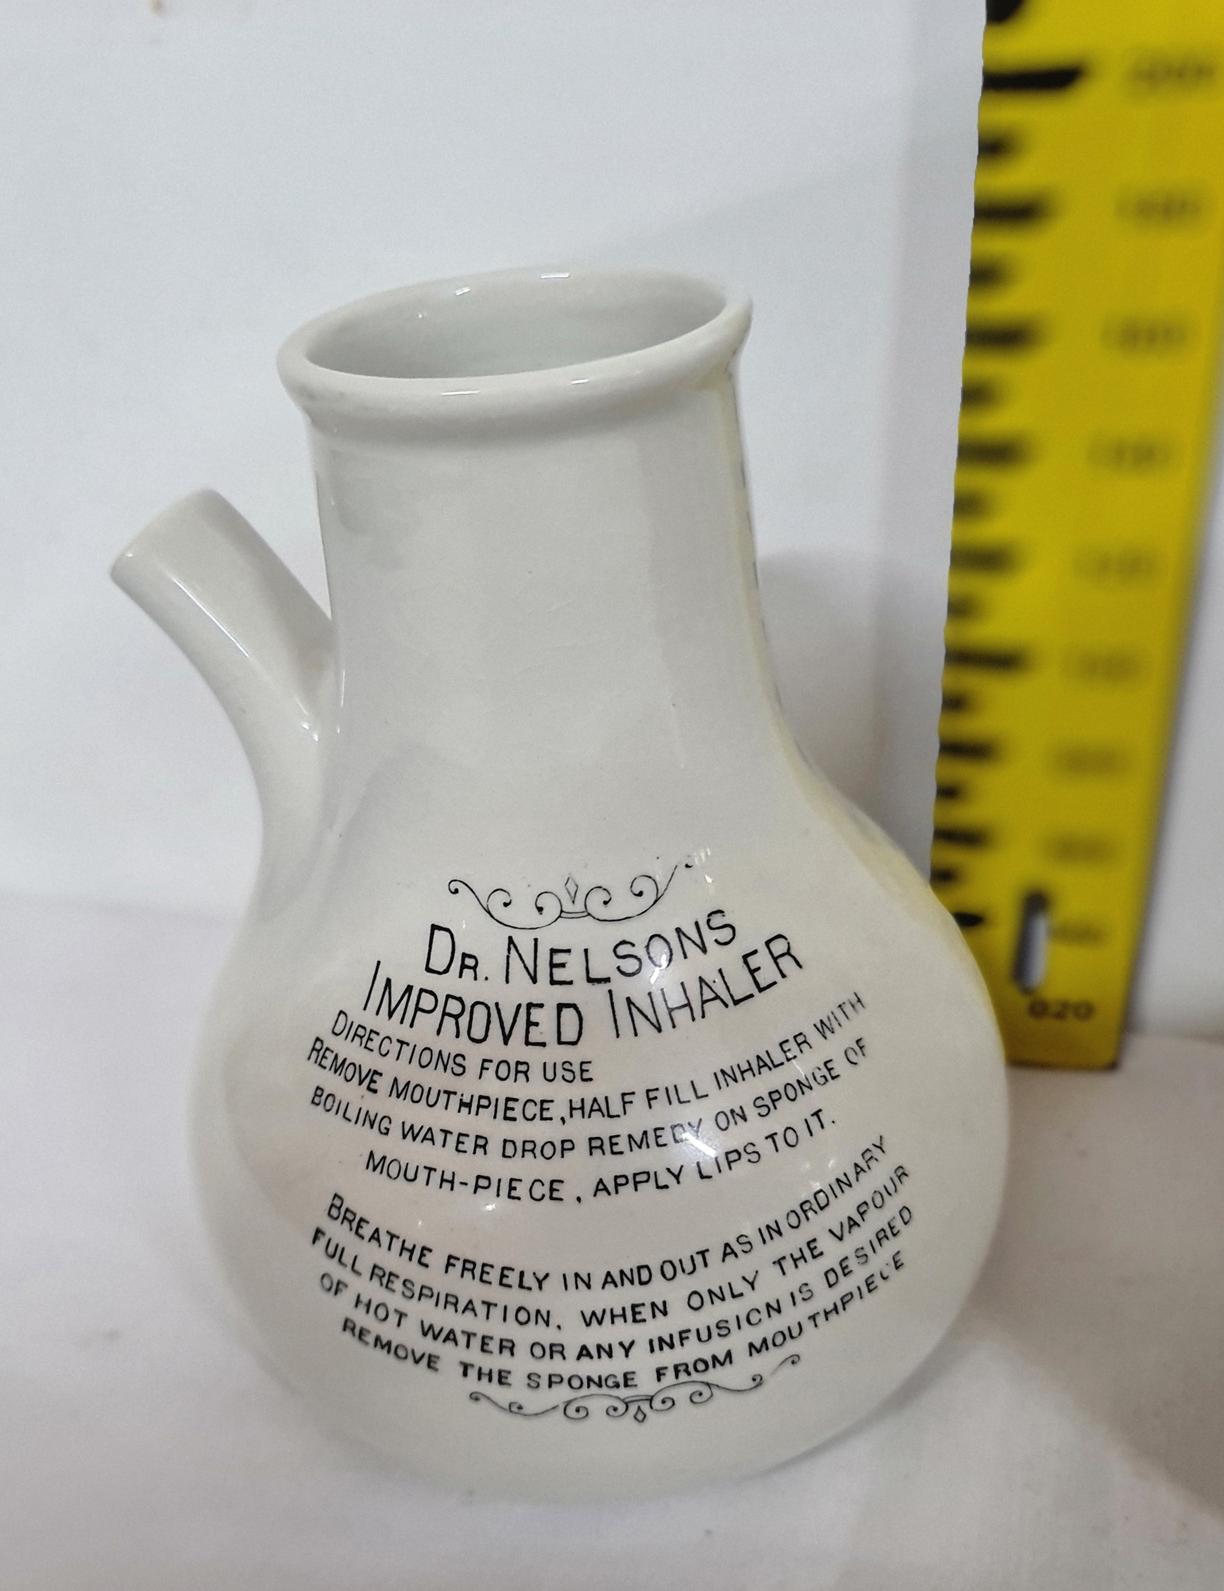 DR. NELSONS
IMPROVED INHALER
DIRECTIONS FOR USE
REMOVE MOUTHPIECE, HALF FILL INHALER WITH
BOILING WATER DROP REMEDY ON SPONGE OF
MOUTH-PIECE, APPLY LIPS TO IT.
BREATHE FREELY IN AND OUT AS IN ORDINARY
FULL RESPIRATION, WHEN ONLY THE VAPOUR
OF HOT WATER OR ANY INFUSION IS DESIRED
REMOVE THE SPONGE FROM MOUTHPIECE
020